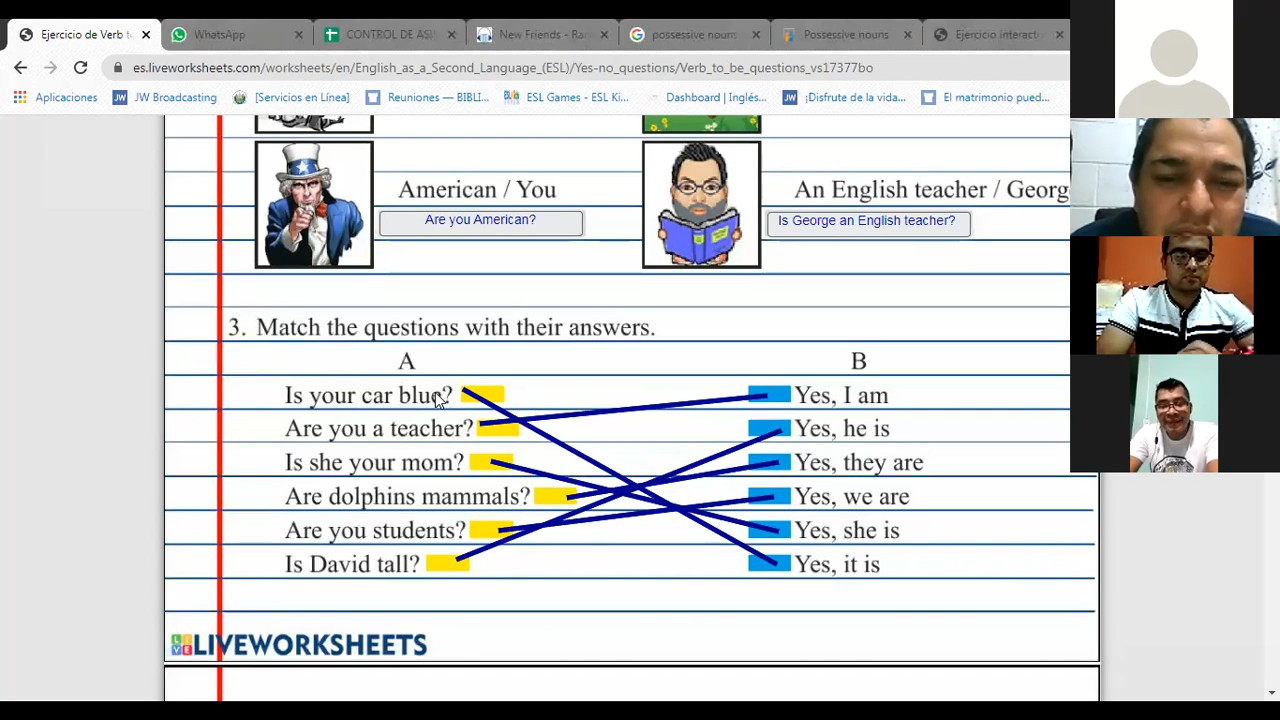 Ejercicio de Verb t
WhatsApp
CONTROL DE ASI
New Friends - Ra
possessive nouns
Possessive nouns
Ejercicio interacti
es.liveworksheets.com/worksheets/en/English_as_a_Second_Language_(ESL)/Yes-no_questions/Verb_to_be_questions_vs17377bo
Aplicaciones
JW Broadcasting
[Servicios en Línea]
Reuniones — BIBLI...
ESL Games - ESL Ki...
Dashboard | Inglés...
¡Disfrute de la vida...
El matrimonio pued...
American / You
Are you American?
An English teacher / George
Is George an English teacher?
3. Match the questions with their answers.
A B
Is your car blue? Yes, I am
Are you a teacher? Yes, he is
Is she your mom? Yes, they are
Are dolphins mammals? Yes, we are
Are you students? Yes, she is
Is David tall? Yes, it is
LIVEWORKSHEETS